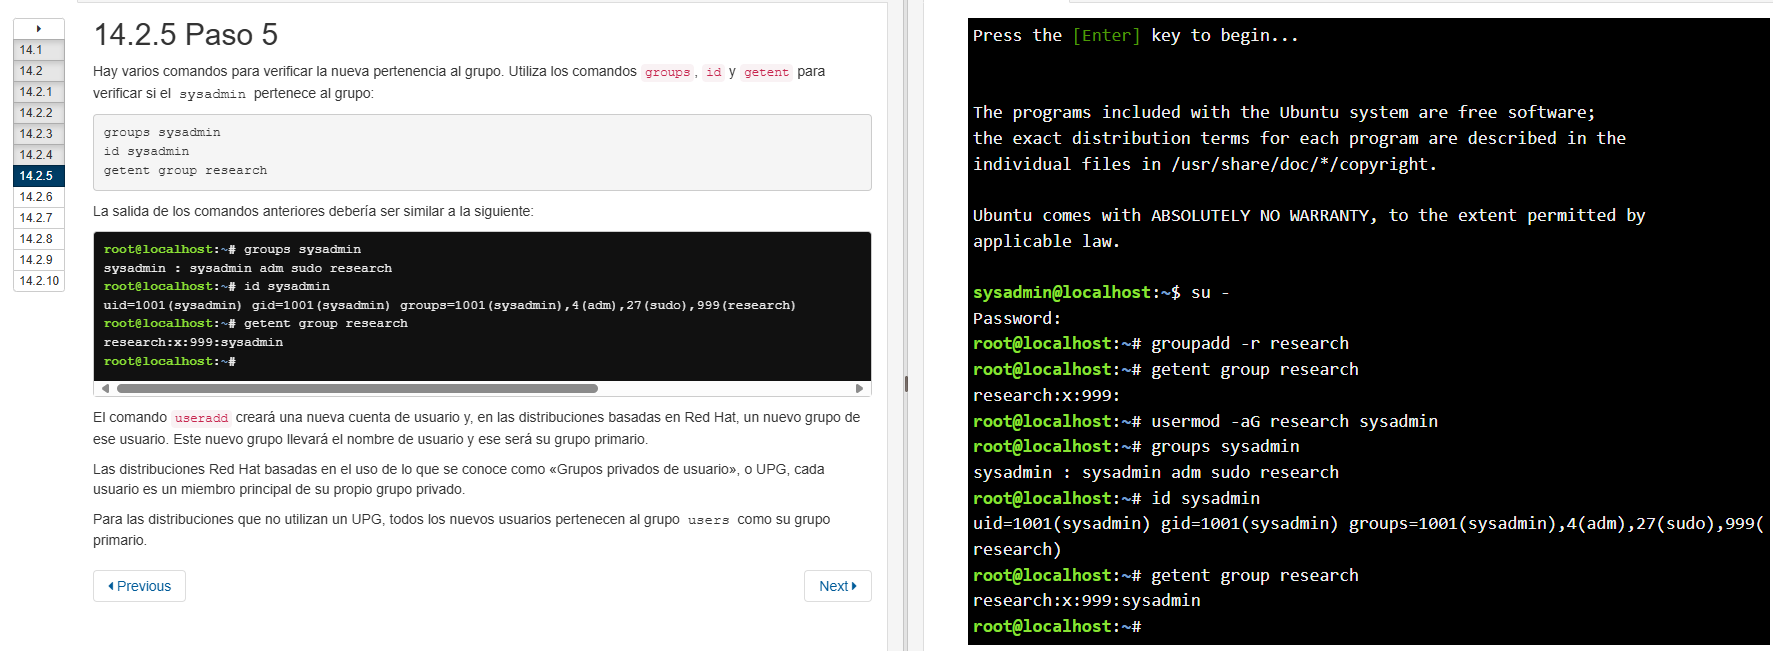 14.1
14.2
14.2.1
14.2.2
14.2.3
14.2.4
14.2.5
14.2.6
14.2.7
14.2.8
14.2.9
14.2.10
14.2.5 Paso 5
Hay varios comandos para verificar la nueva pertenencia al grupo. Utiliza los comandos groups, id y getent para
verificar si el sysadmin pertenece al grupo:
groups sysadmin
id sysadmin
getent group research
La salida de los comandos anteriores debería ser similar a la siguiente:
root@localhost:~# groups sysadmin
sysadmin : sysadmin adm sudo research
root@localhost:~# id sysadmin
uid=1001(sysadmin) gid=1001(sysadmin) groups=1001(sysadmin),4(adm),27(sudo),999(research)
root@localhost:~# getent group research
research:x:999:sysadmin
root@localhost:~#
El comando useradd creará una nueva cuenta de usuario y, en las distribuciones basadas en Red Hat, un nuevo grupo de
ese usuario. Este nuevo grupo llevará el nombre de usuario y ese será su grupo primario.
Las distribuciones Red Hat basadas en el uso de lo que se conoce como «Grupos privados de usuario», o UPG, cada
usuario es un miembro principal de su propio grupo privado.
Para las distribuciones que no utilizan un UPG, todos los nuevos usuarios pertenecen al grupo users como su grupo
primario.
Previous
Next
Press the [Enter] key to begin...
The programs included with the Ubuntu system are free software;
the exact distribution terms for each program are described in the
individual files in /usr/share/doc/*/copyright.
Ubuntu comes with ABSOLUTELY NO WARRANTY, to the extent permitted by
applicable law.
sysadmin@localhost:~$ su -
Password:
root@localhost:~# groupadd -r research
root@localhost:~# getent group research
research:x:999:
root@localhost:~# usermod -aG research sysadmin
root@localhost:~# groups sysadmin
sysadmin : sysadmin adm sudo research
root@localhost:~# id sysadmin
uid=1001(sysadmin) gid=1001(sysadmin) groups=1001(sysadmin),4(adm),27(sudo),999(
research)
root@localhost:~# getent group research
research:x:999:sysadmin
root@localhost:~#